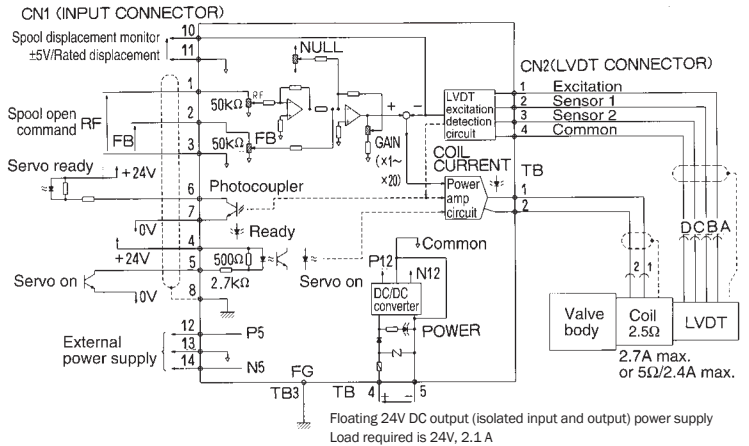 CN1 (INPUT CONNECTOR)
Spool displacement monitor
±5V/Rated displacement
10
11
1
Spool open
command
RF
2
FB
3
Servo ready
+24V
6
7
0V
4
+24V
5
Servo on
0V
8
External
power supply
12
13
14
P5
N5
FG
TB3
TB
4
5
NULL
RF
50kΩ
FB
50kΩ
GAIN
(×1~
×20)
+
−
LVDT
excitation
detection
circuit
COIL
CURRENT
Power
amp
circuit
Photocoupler
Ready
500Ω
2.7kΩ
Servo on
Common
P12
N12
DC/DC
converter
POWER
+
−
CN2(LVDT CONNECTOR)
1 Excitation
2 Sensor 1
3 Sensor 2
4 Common
TB
1
2
D C B A
2 1
Valve
body
Coil
2.5Ω
LVDT
2.7A max.
or 5Ω/2.4A max.
Floating 24V DC output (isolated input and output) power supply
Load required is 24V, 2.1 A